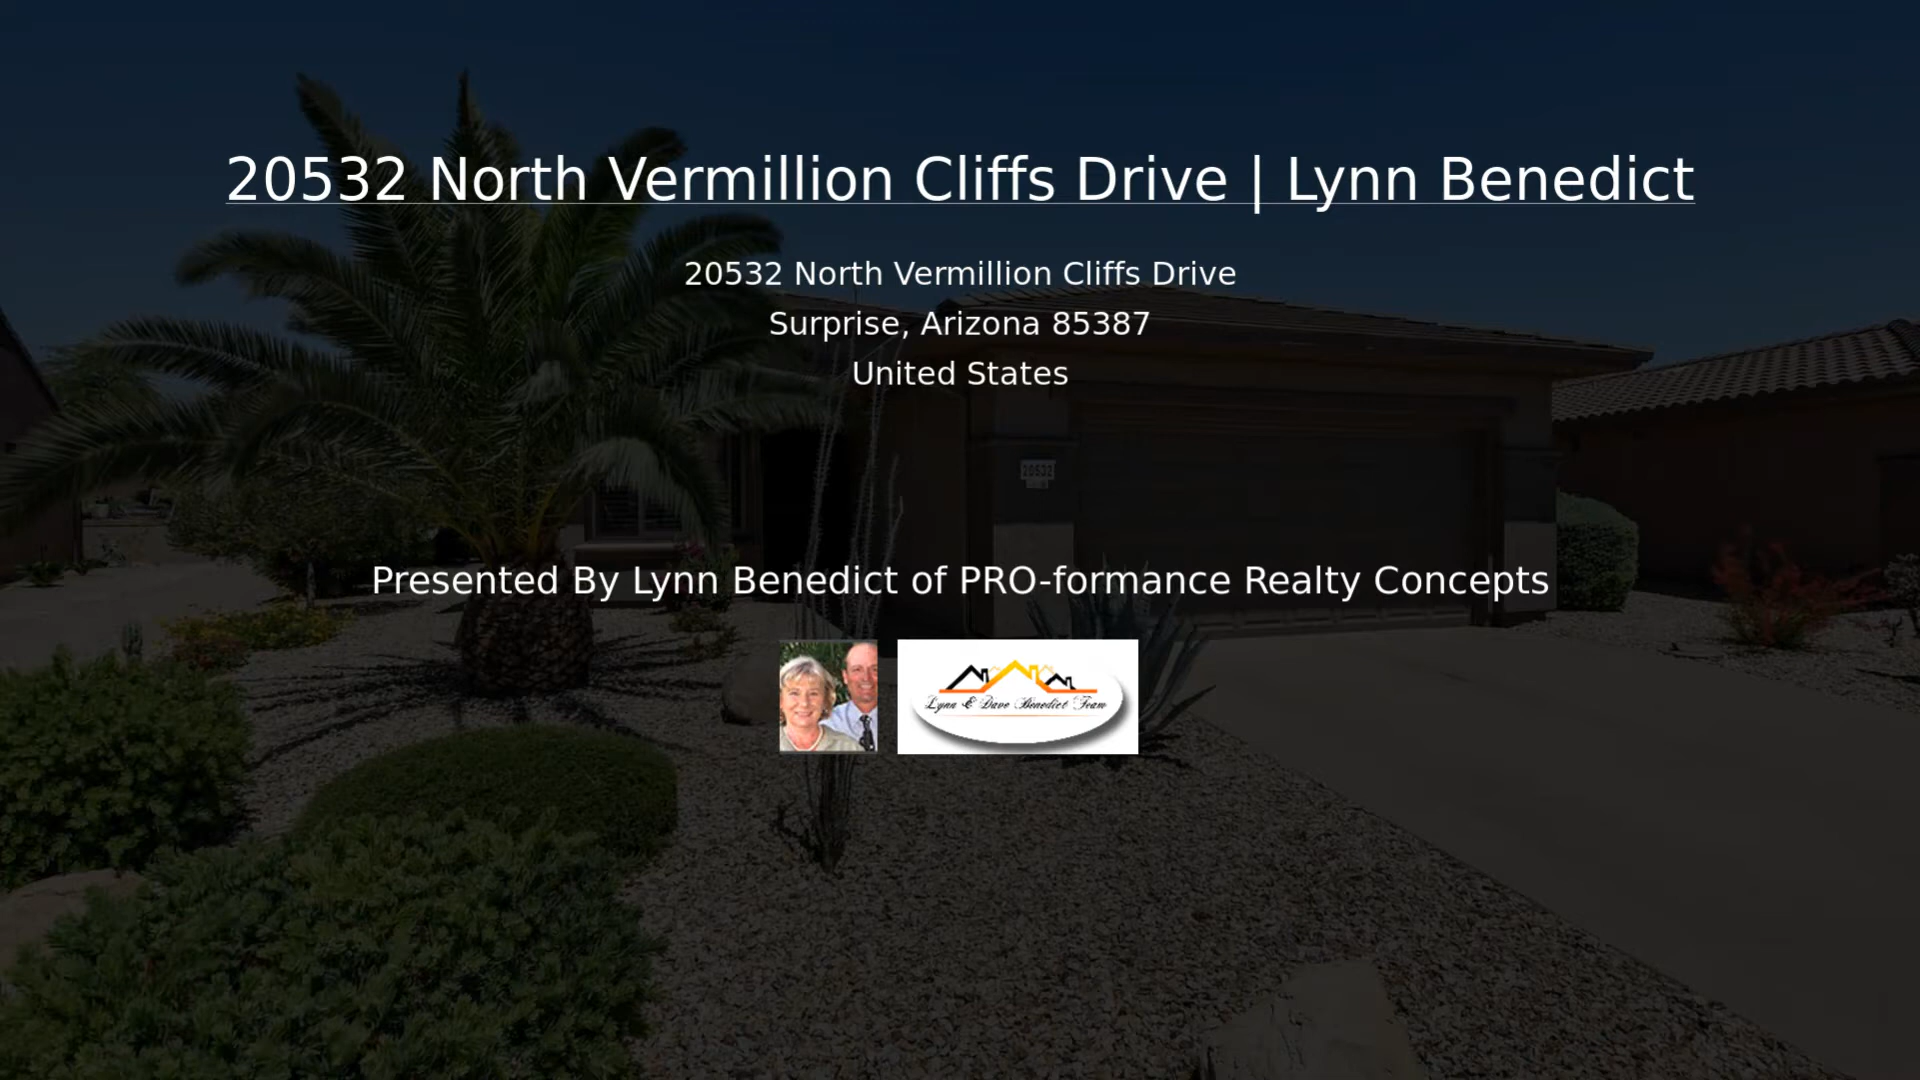 20532 North Vermillion Cliffs Drive | Lynn Benedict
20532 North Vermillion Cliffs Drive
Surprise, Arizona 85387
United States
20532
Presented By Lynn Benedict of PRO-formance Realty Concepts
Lynn & Dave Benedict Team